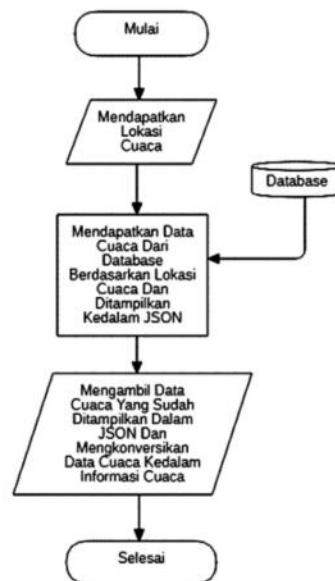 Mulai
Mendapatkan
Lokasi
Cuaca
Database
Mendapatkan Data
Cuaca Dari
Database
Berdasarkan Lokasi
Cuaca Dan
Ditampilkan
Kedalam JSON
Mengambil Data
Cuaca Yang Sudah
Ditampilkan Dalam
JSON Dan
Mengkonversikan
Data Cuaca Kedalam
Informasi Cuaca
Selesai